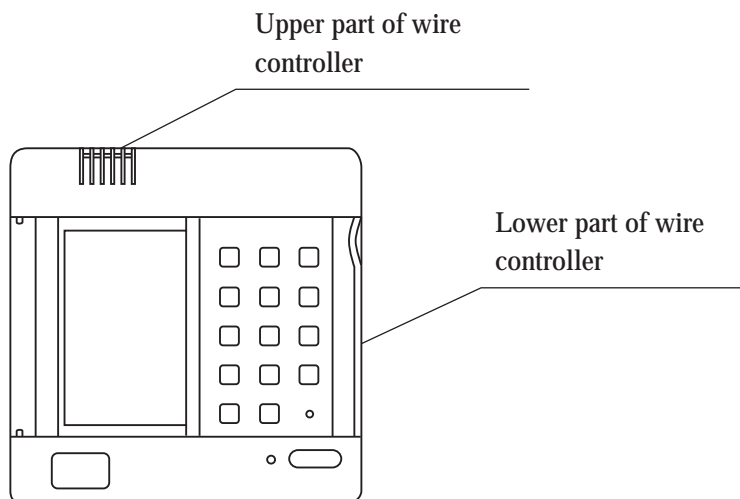 Upper part of wire
controller
Lower part of wire
controller